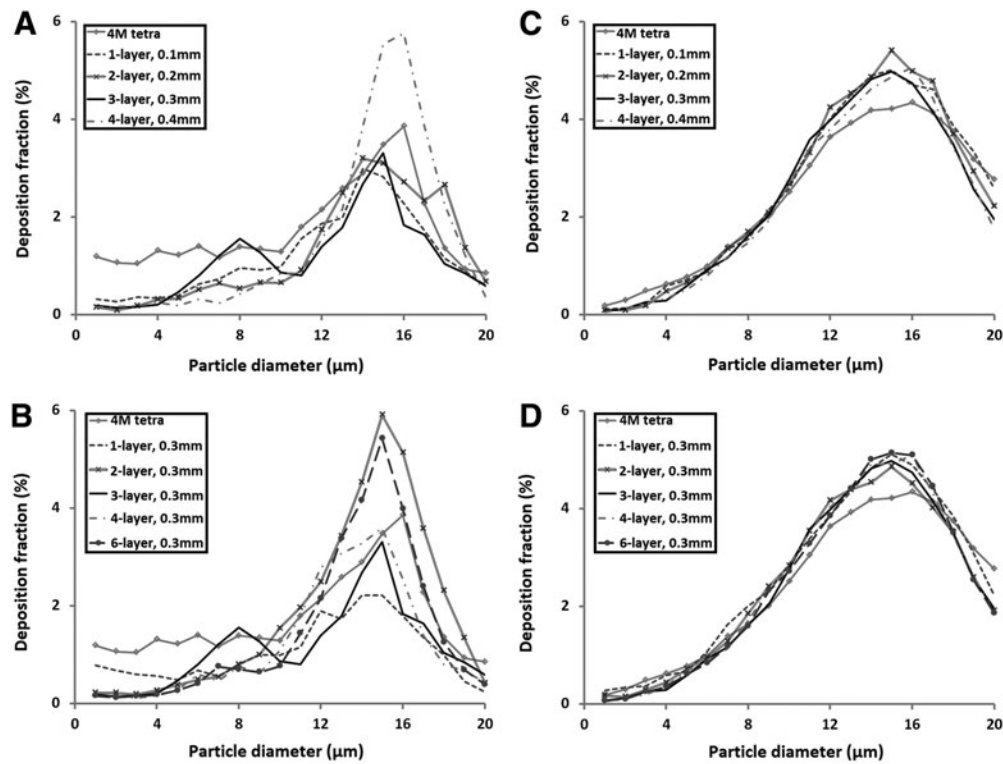 A
4M tetra
1-layer, 0.1mm
2-layer, 0.2mm
3-layer, 0.3mm
4-layer, 0.4mm
Deposition fraction (%)
6
4
2
0
0 4 8 12 16 20
Particle diameter (μm)
C
4M tetra
1-layer, 0.1mm
2-layer, 0.2mm
3-layer, 0.3mm
4-layer, 0.4mm
Deposition fraction (%)
6
4
2
0
0 4 8 12 16 20
Particle diameter (μm)
B
4M tetra
1-layer, 0.3mm
2-layer, 0.3mm
3-layer, 0.3mm
4-layer, 0.3mm
6-layer, 0.3mm
Deposition fraction (%)
6
4
2
0
0 4 8 12 16 20
Particle diameter (μm)
D
4M tetra
1-layer, 0.3mm
2-layer, 0.3mm
3-layer, 0.3mm
4-layer, 0.3mm
6-layer, 0.3mm
Deposition fraction (%)
6
4
2
0
0 4 8 12 16 20
Particle diameter (μm)